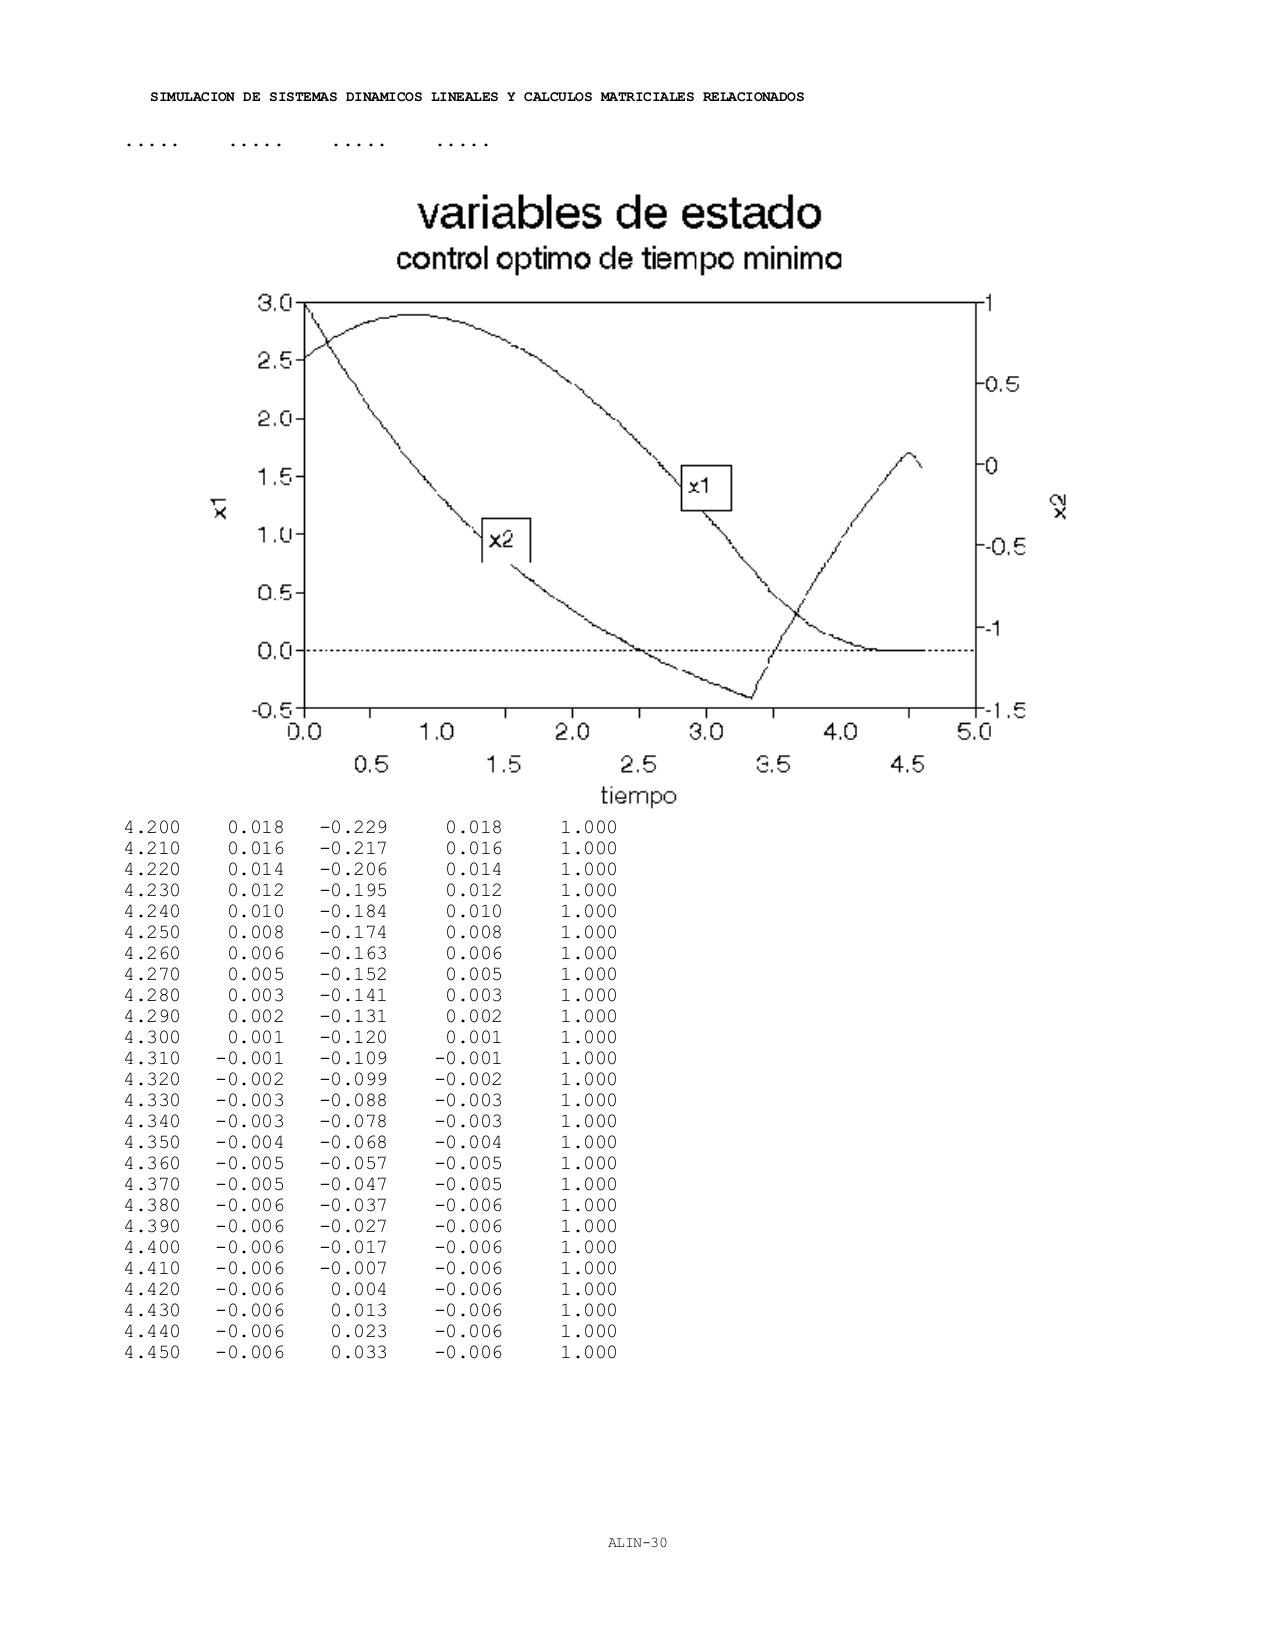 SIMULACION DE SISTEMAS DINAMICOS LINEALES Y CALCULOS MATRICIALES RELACIONADOS
..... ..... ..... .....
variables de estado
control optimo de tiempo minimo
3.0
2.5
2.0
1.5
1.0
0.5
0.0
-0.5
x1
1
0.5
0
-0.5
-1
-1.5
x2
x1
x2
0.0 1.0 2.0 3.0 4.0 5.0
0.5 1.5 2.5 3.5 4.5
tiempo
4.200 0.018 -0.229 0.018 1.000
4.210 0.016 -0.217 0.016 1.000
4.220 0.014 -0.206 0.014 1.000
4.230 0.012 -0.195 0.012 1.000
4.240 0.010 -0.184 0.010 1.000
4.250 0.008 -0.174 0.008 1.000
4.260 0.006 -0.163 0.006 1.000
4.270 0.005 -0.152 0.005 1.000
4.280 0.003 -0.141 0.003 1.000
4.290 0.002 -0.131 0.002 1.000
4.300 0.001 -0.120 0.001 1.000
4.310 -0.001 -0.109 -0.001 1.000
4.320 -0.002 -0.099 -0.002 1.000
4.330 -0.003 -0.088 -0.003 1.000
4.340 -0.003 -0.078 -0.003 1.000
4.350 -0.004 -0.068 -0.004 1.000
4.360 -0.005 -0.057 -0.005 1.000
4.370 -0.005 -0.047 -0.005 1.000
4.380 -0.006 -0.037 -0.006 1.000
4.390 -0.006 -0.027 -0.006 1.000
4.400 -0.006 -0.017 -0.006 1.000
4.410 -0.006 -0.007 -0.006 1.000
4.420 -0.006 0.004 -0.006 1.000
4.430 -0.006 0.013 -0.006 1.000
4.440 -0.006 0.023 -0.006 1.000
4.450 -0.006 0.033 -0.006 1.000
ALIN-30